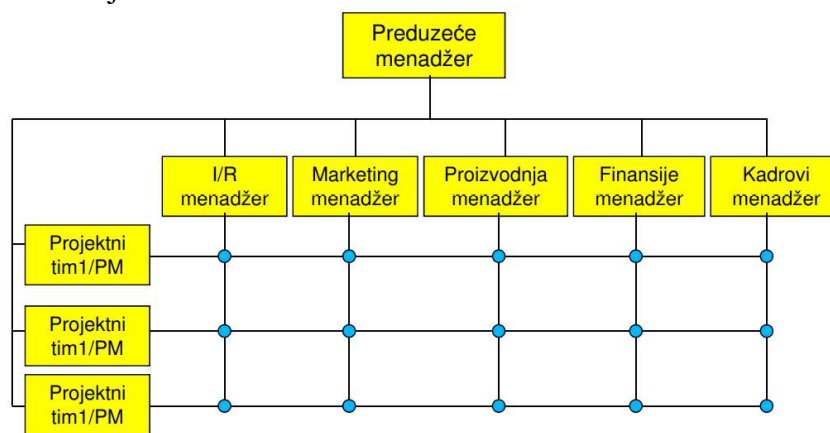 Preduzeće
menadžer
I/R
menadžer
Marketing
menadžer
Proizvodnja
menadžer
Finansije
menadžer
Kadrovi
menadžer
Projektni
tim1/PM
Projektni
tim1/PM
Projektni
tim1/PM